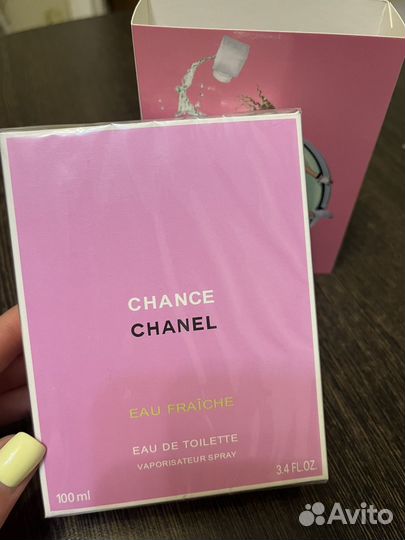 CHANCE
CHANEL
EAU FRAÎCHE
EAU DE TOILETTE
VAPORISATEUR SPRAY
100 ml
3.4 FL.OZ.
Avito